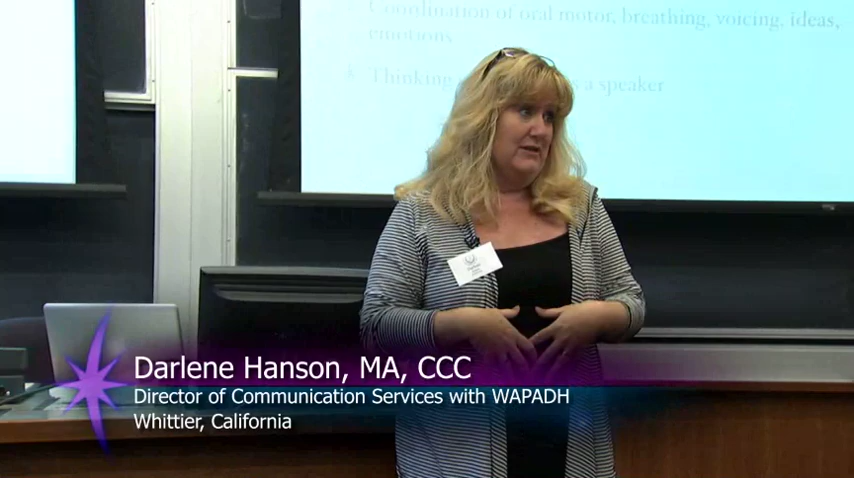 Coordination of oral motor, breathing, voicing. ideas,
emotions
Thinking s a speaker
Darlene Hanson, MA, CCC
Director of Communication Services with WAPADH
Whittier, California